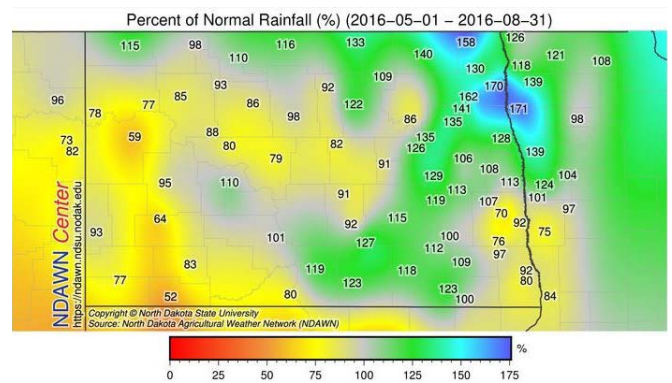 Percent of Normal Rainfall (%) (2016-05-01 – 2016-08-31)
115 98 116 133 158 126
110 140 121 108
130 118
109
93 92 170 139
96 85 162
77 86 122 141 171
78 98 86 135 98
59 88 135 128
73 80 82 126
82 79 106 139
91 108 104
95 110 129 113 124
91 119 113 101
107 97
64 115 70
93 92 92 75
101 127 100 76
112 97
83 119 118 109 92
77 123 80
80 123 84
52 100
NDAWN Center
https://ndawn.ndsu.nodak.edu
Copyright © North Dakota State University
Source: North Dakota Agricultural Weather Network (NDAWN)
%
0 25 50 75 100 125 150 175